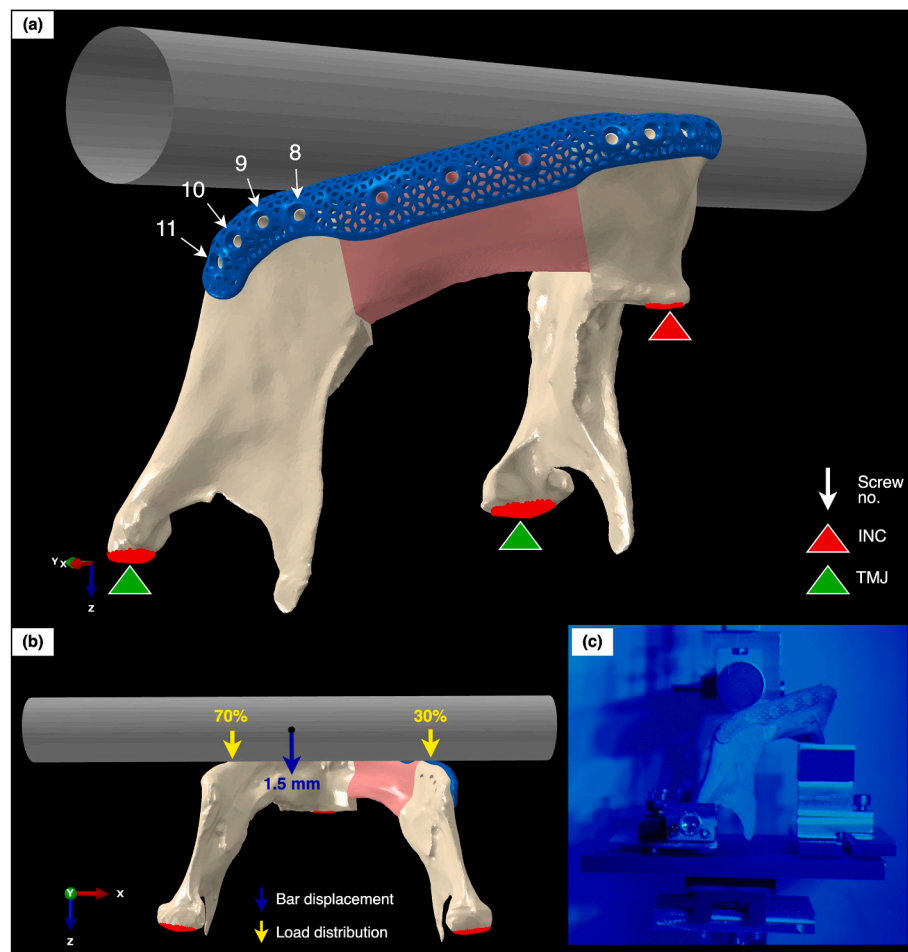 (a)
8
9
10
11
Screw
no.
INC
TMJ
Y X
Z
(b)
(c)
70%
30%
1.5 mm
Bar displacement
Load distribution
Y
X
Z